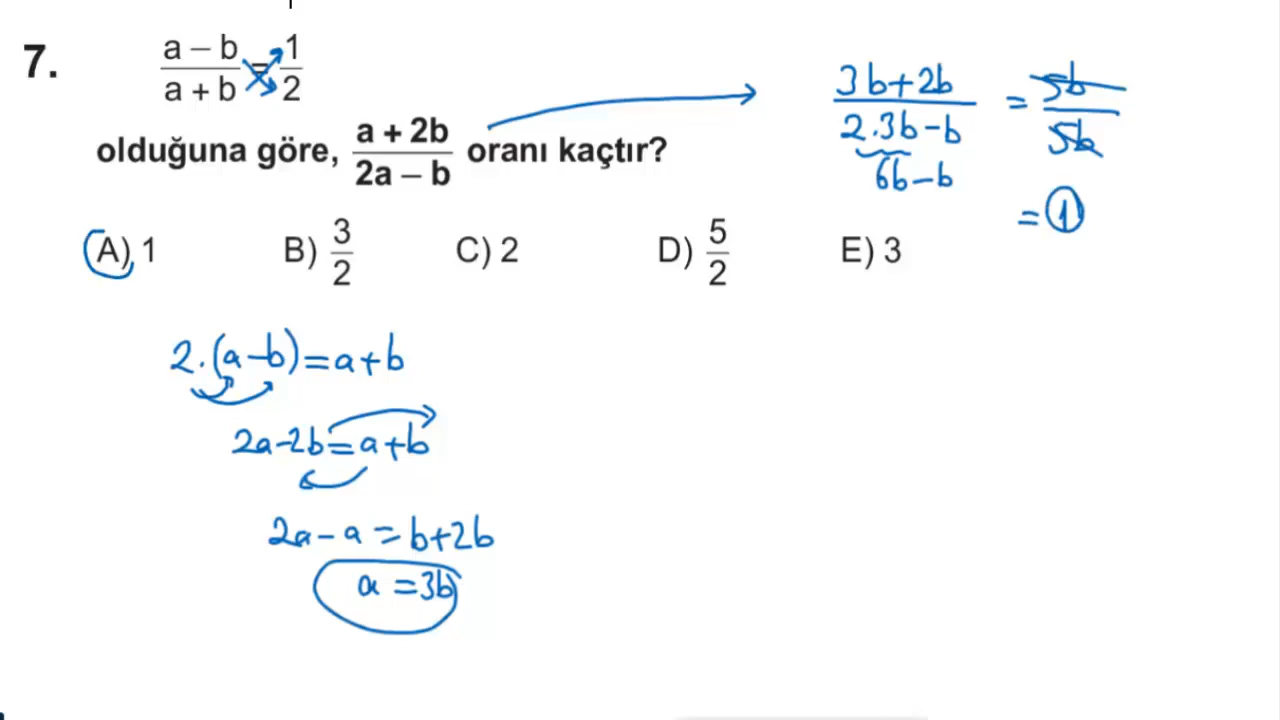 7. (a − b)/(a + b) = 1/2
olduğuna göre, (a + 2b)/(2a − b) oranı kaçtır?
A) 1 B) 3/2 C) 2 D) 5/2 E) 3
(3b+2b)/(2.3b−b) = 5b/5b
6b−b
= 1
2.(a−b)=a+b
2a−2b=a+b
2a−a=b+2b
a=3b